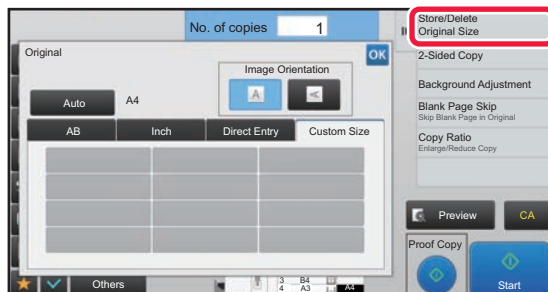 No. of copies 1
Store/Delete
Original Size
Original
OK
2-Sided Copy
Image Orientation
Background Adjustment
A
A
Auto
A4
Blank Page Skip
Skip Blank Page in Original
AB
Inch
Direct Entry
Custom Size
Copy Ratio
Enlarge/Reduce Copy
Preview
CA
Proof Copy
Others
3 B4
4 A3
A4
Start